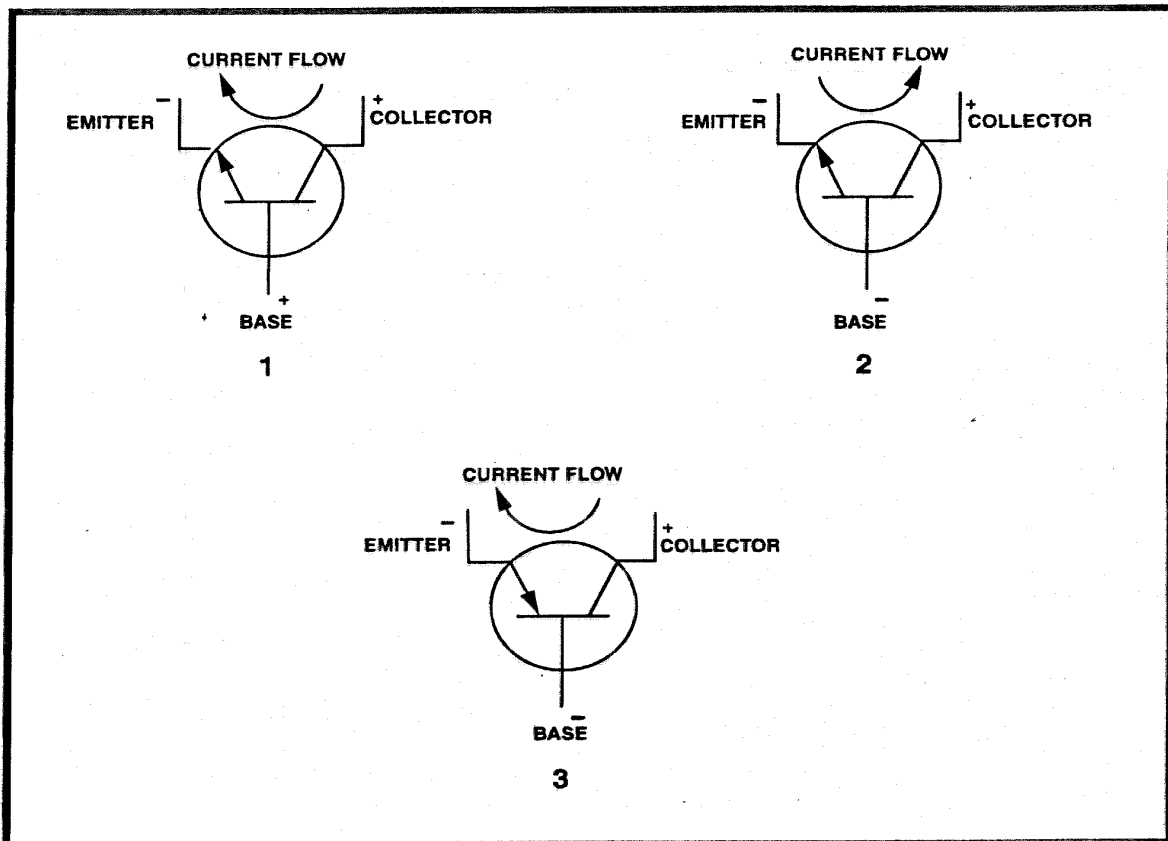 CURRENT FLOW
EMITTER
−
+
COLLECTOR
+
BASE
1
CURRENT FLOW
EMITTER
−
+
COLLECTOR
−
BASE
2
CURRENT FLOW
EMITTER
−
+
COLLECTOR
BASE
−
3